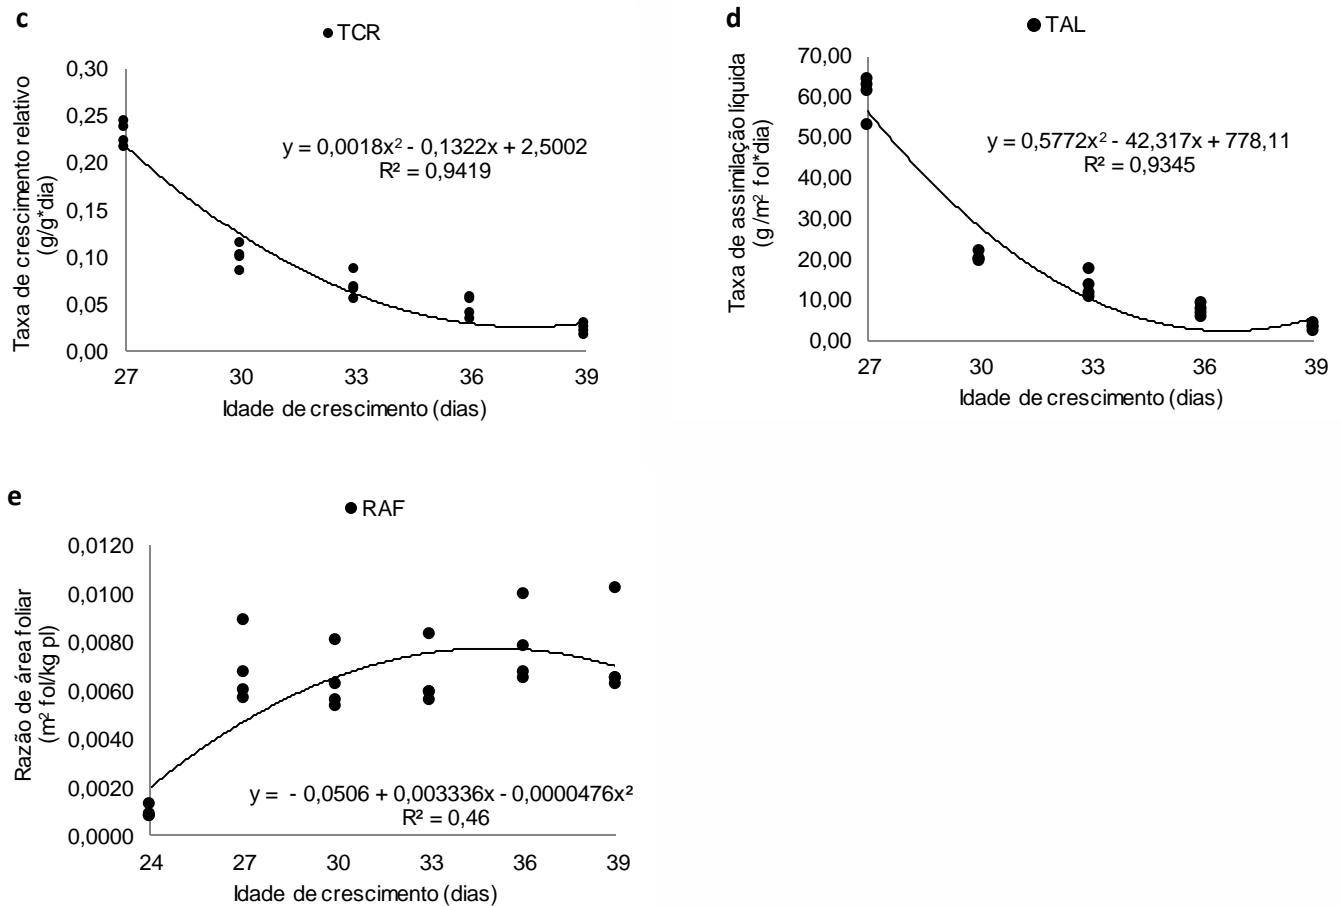 c
TCR
Taxa de crescimento relativo
(g/g*dia)
0,30
0,25
0,20
0,15
0,10
0,05
0,00
y = 0,0018x² - 0,1322x + 2,5002
R² = 0,9419
27 30 33 36 39
Idade de crescimento (dias)
d
TAL
Taxa de assimilação líquida
(g /m² fol*dia)
70,00
60,00
50,00
40,00
30,00
20,00
10,00
0,00
y = 0,5772x² - 42,317x + 778,11
R² = 0,9345
27 30 33 36 39
Idade de crescimento (dias)
e
RAF
Razão de área foliar
(m² fol/kg pl)
0,0120
0,0100
0,0080
0,0060
0,0040
0,0020
0,0000
y = - 0,0506 + 0,003336x - 0,0000476x²
R² = 0,46
24 27 30 33 36 39
Idade de crescimento (dias)